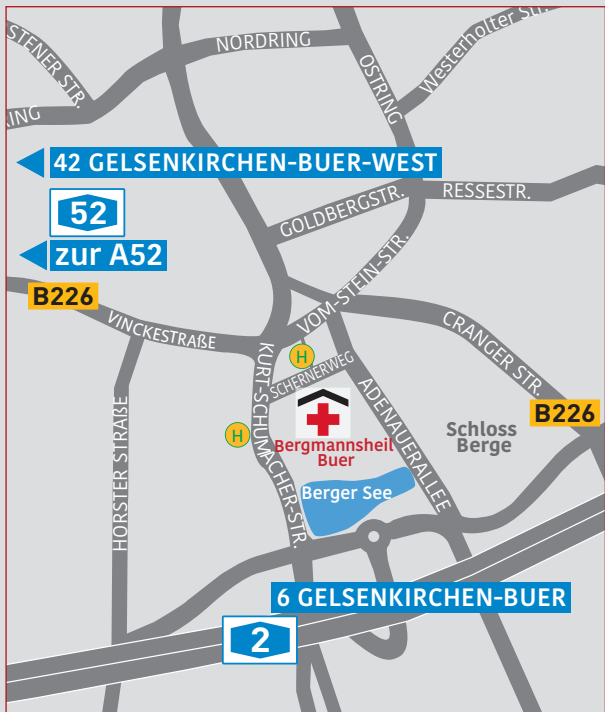 STENER STR.
NORDRING
OSTRING
Westerholter Str.
RING
42 GELSENKIRCHEN-BUER-WEST
52
zur A52
GOLDBERGSTR.
RESSESTR.
B226
VINCKESTRAßE
VOM-STEIN-STR.
CRANGER STR.
H
SCHERNERWEG
KURT-SCHUMACHER-STR.
ADENAUERALLEE
B226
HORSTER STRAßE
H
Bergmannsheil
Buer
Schloss
Berge
Berger See
6 GELSENKIRCHEN-BUER
2